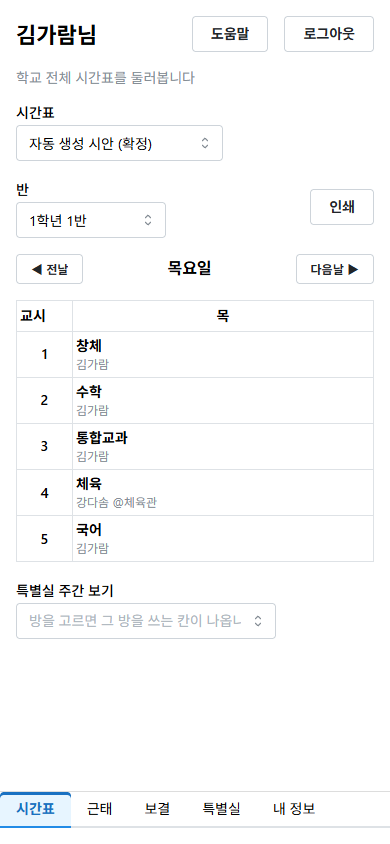 김가람님
도움말
로그아웃
학교 전체 시간표를 둘러봅니다
시간표
자동 생성 시안 (확정)
반
1학년 1반
인쇄
◀ 전날
목요일
다음날 ▶
교시 목
1 창체
김가람
2 수학
김가람
3 통합교과
김가람
4 체육
강다솜 @체육관
5 국어
김가람
특별실 주간 보기
방을 고르면 그 방을 쓰는 칸이
시간표 근태 보결 특별실 내 정보